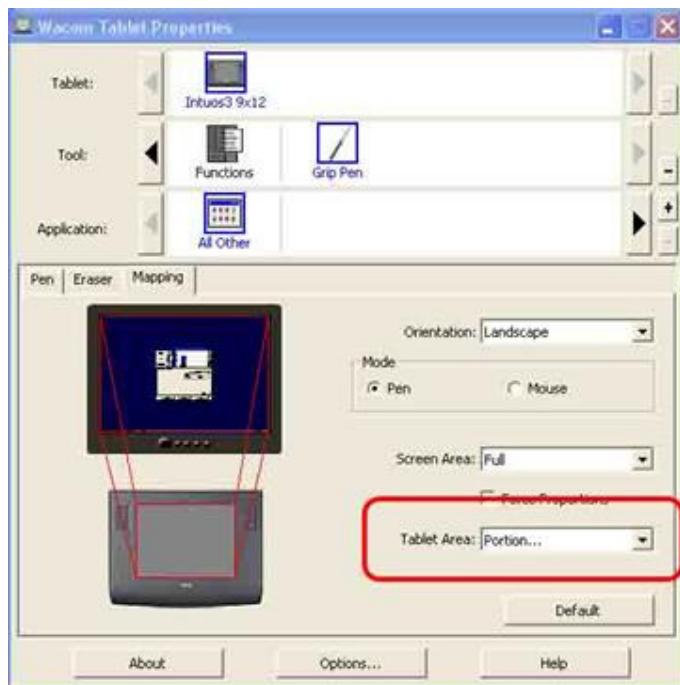 Wacom Tablet Properties
Tablet:
Intuos3 9x12
Tool:
Functions
Grip Pen
Application:
All Other
Pen
Eraser
Mapping
Orientation: Landscape
Mode
Pen
Mouse
Screen Area: Full
Force Proportions
Tablet Area: Portion...
Default
About
Options...
Help